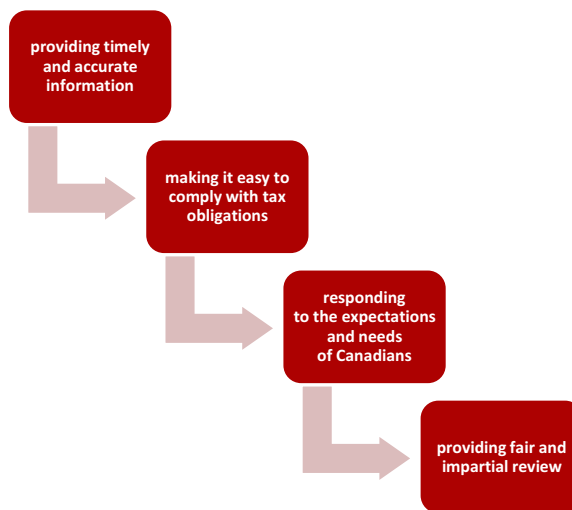 providing timely
and accurate
information
making it easy to
comply with tax
obligations
responding
to the expectations
and needs
of Canadians
providing fair and
impartial review